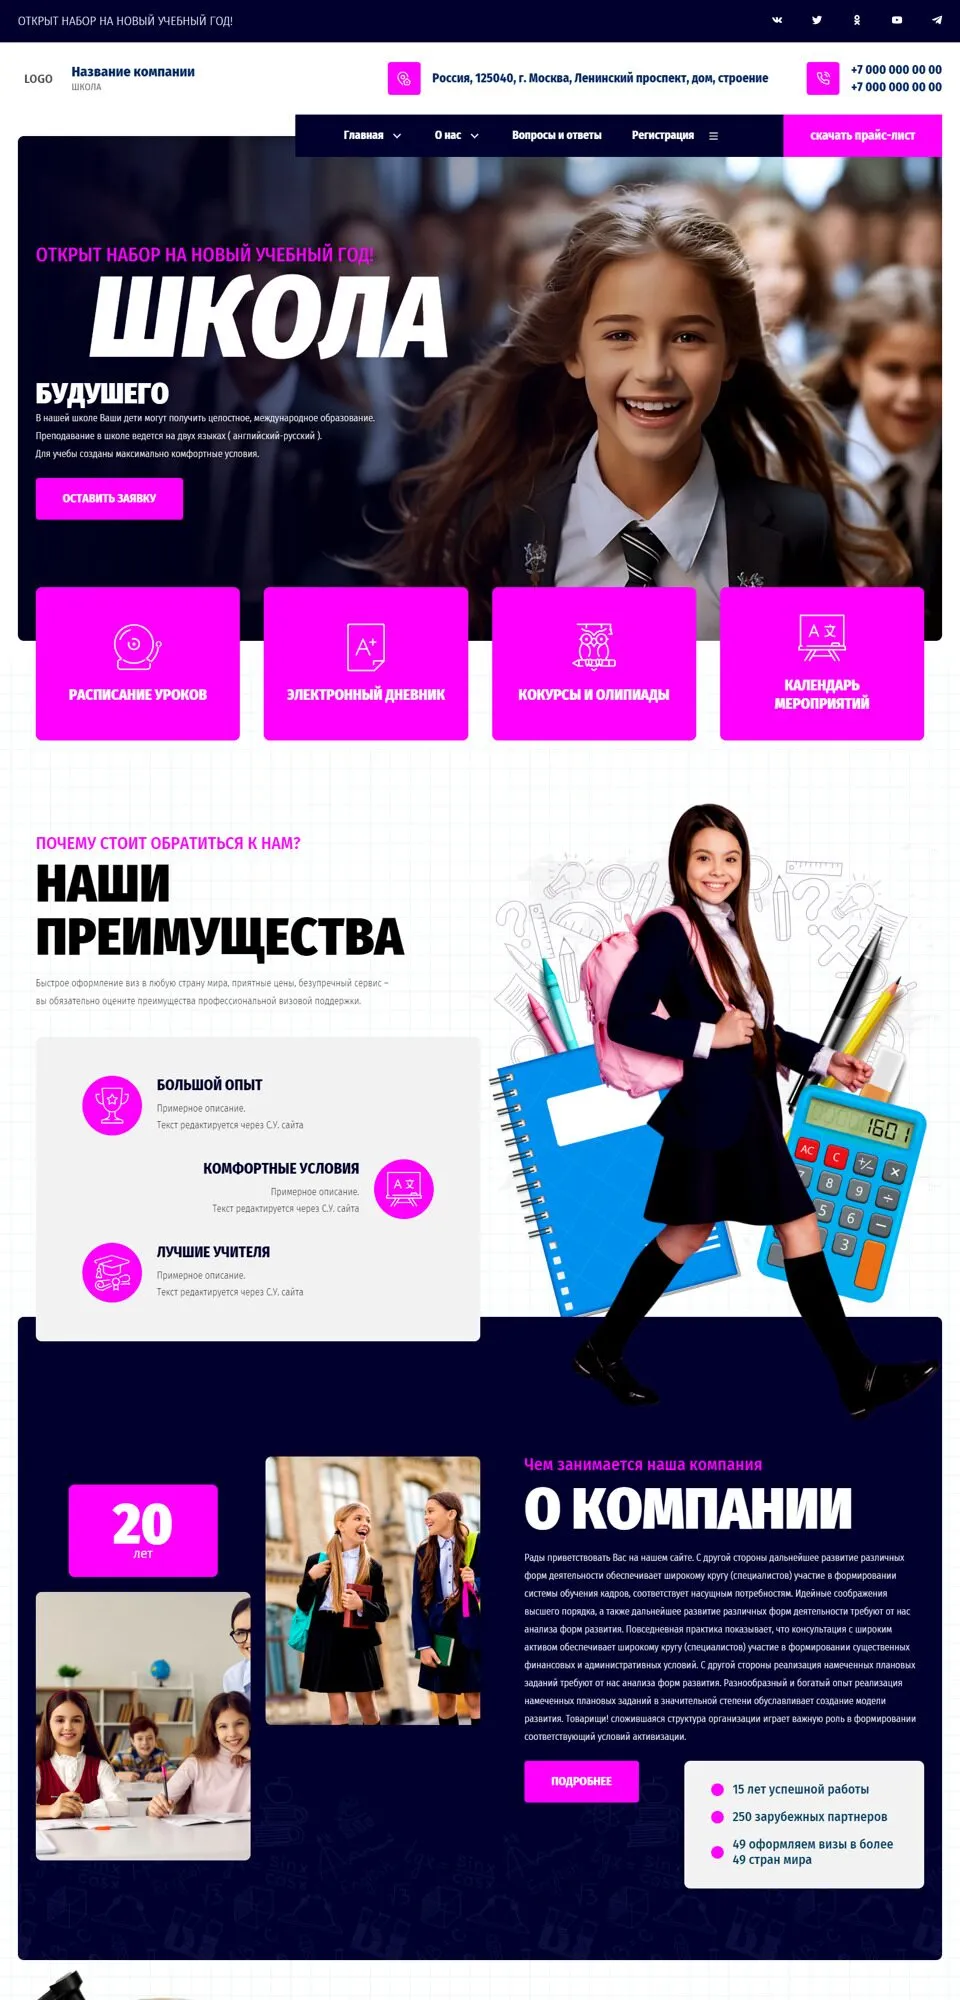 ОТКРЫТ НАБОР НА НОВЫЙ УЧЕБНЫЙ ГОД!
LOGO
Название компании
ШКОЛА
Россия, 125040, г. Москва, Ленинский проспект, дом, строение
+7 000 000 00 00
+7 000 000 00 00
Главная
О нас
Вопросы и ответы
Регистрация
скачать прайс-лист
ОТКРЫТ НАБОР НА НОВЫЙ УЧЕБНЫЙ ГОД!
ШКОЛА
БУДУШЕГО
В нашей школе Ваши дети могут получить целостное, международное образование.
Преподавание в школе ведется на двух языках ( английский-русский ).
Для учебы созданы максимально комфортные условия.
ОСТАВИТЬ ЗАЯВКУ
РАСПИСАНИЕ УРОКОВ
A+
ЭЛЕКТРОННЫЙ ДНЕВНИК
КОКУРСЫ И ОЛИПИАДЫ
A 文
КАЛЕНДАРЬ
МЕРОПРИЯТИЙ
ПОЧЕМУ СТОИТ ОБРАТИТЬСЯ К НАМ?
НАШИ
ПРЕИМУЩЕСТВА
Быстрое оформление виз в любую страну мира, приятные цены, безупречный сервис –
вы обязательно оцените преимущества профессиональной визовой поддержки.
БОЛЬШОЙ ОПЫТ
Примерное описание.
Текст редактируется через С.У. сайта
КОМФОРТНЫЕ УСЛОВИЯ
Примерное описание.
Текст редактируется через С.У. сайта
A 文
ЛУЧШИЕ УЧИТЕЛЯ
Примерное описание.
Текст редактируется через С.У. сайта
1601
AC C +/- ×
7 8 9 ÷
5 6 −
3
20
лет
Чем занимается наша компания
О КОМПАНИИ
Рады приветствовать Вас на нашем сайте. С другой стороны дальнейшее развитие различных
форм деятельности обеспечивает широкому кругу (специалистов) участие в формировании
системы обучения кадров, соответствует насущным потребностям. Идейные соображения
высшего порядка, а также дальнейшее развитие различных форм деятельности требуют от нас
анализа форм развития. Повседневная практика показывает, что консультация с широким
активом обеспечивает широкому кругу (специалистов) участие в формировании существенных
финансовых и административных условий. С другой стороны реализация намеченных плановых
заданий требуют от нас анализа форм развития. Разнообразный и богатый опыт реализация
намеченных плановых заданий в значительной степени обуславливает создание модели
развития. Товарищи! сложившаяся структура организации играет важную роль в формировании
соответствующий условий активизации.
ПОДРОБНЕЕ
15 лет успешной работы
250 зарубежных партнеров
49 оформляем визы в более
49 стран мира